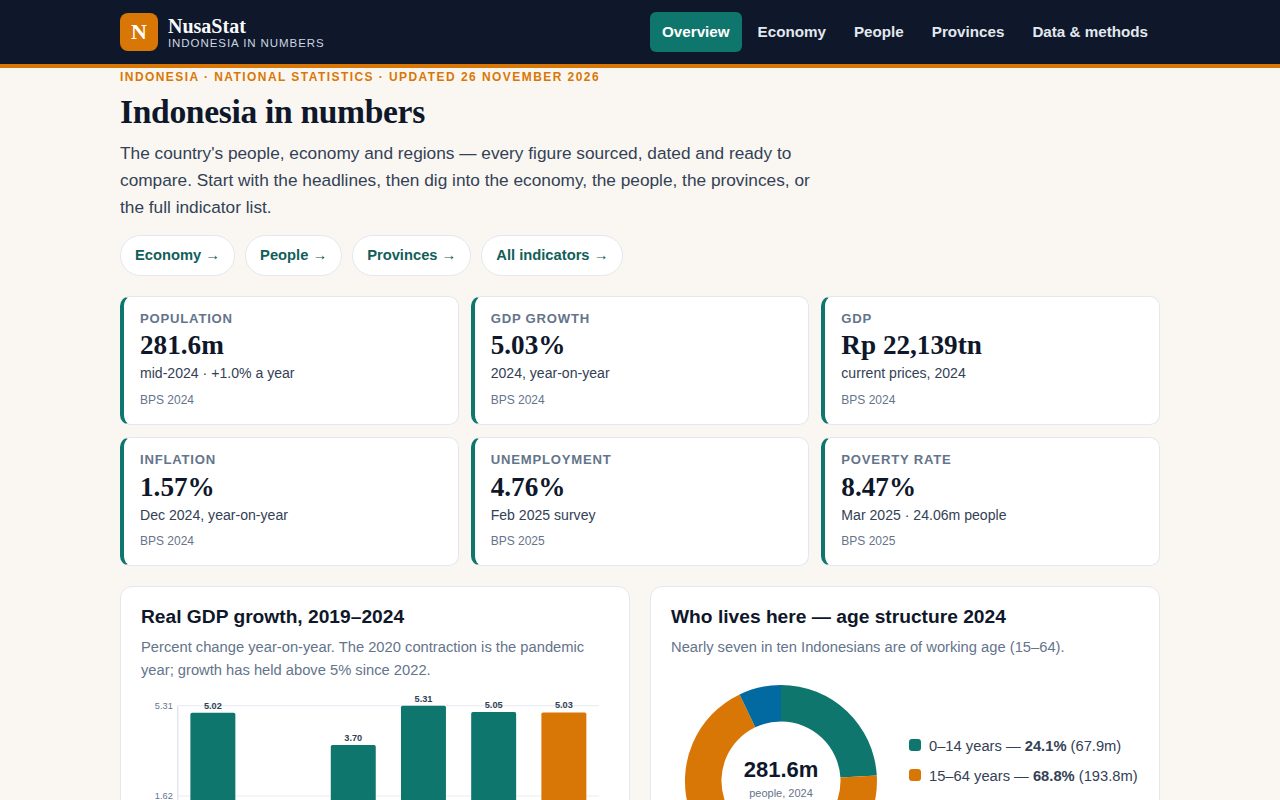 N
NusaStat
INDONESIA IN NUMBERS
Overview
Economy
People
Provinces
Data & methods
INDONESIA · NATIONAL STATISTICS · UPDATED 26 NOVEMBER 2026
Indonesia in numbers
The country's people, economy and regions — every figure sourced, dated and ready to
compare. Start with the headlines, then dig into the economy, the people, the provinces, or
the full indicator list.
Economy →
People →
Provinces →
All indicators →
POPULATION
281.6m
mid-2024 · +1.0% a year
BPS 2024
GDP GROWTH
5.03%
2024, year-on-year
BPS 2024
GDP
Rp 22,139tn
current prices, 2024
BPS 2024
INFLATION
1.57%
Dec 2024, year-on-year
BPS 2024
UNEMPLOYMENT
4.76%
Feb 2025 survey
BPS 2025
POVERTY RATE
8.47%
Mar 2025 · 24.06m people
BPS 2025
Real GDP growth, 2019–2024
Percent change year-on-year. The 2020 contraction is the pandemic
year; growth has held above 5% since 2022.
5.31
5.02
3.70
5.31
5.05
5.03
1.62
Who lives here — age structure 2024
Nearly seven in ten Indonesians are of working age (15–64).
281.6m
people, 2024
0–14 years — 24.1% (67.9m)
15–64 years — 68.8% (193.8m)